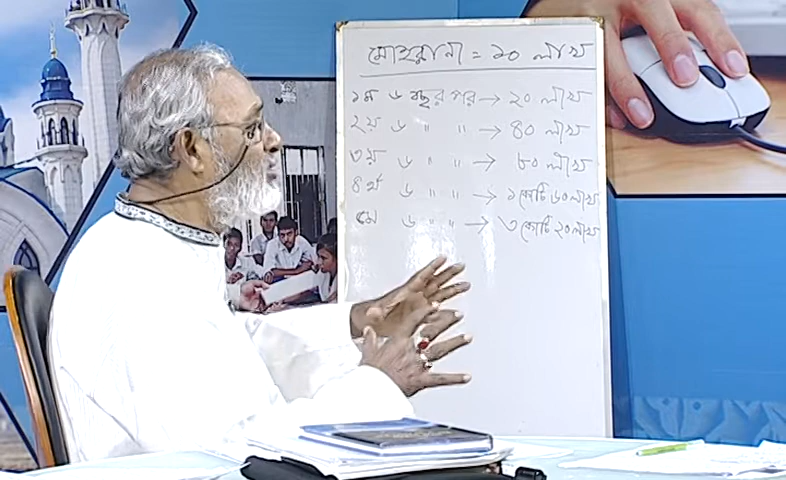 মোহরানা = ১০ লাখ
১ম ৬ বছর পর → ২০ লাখ
২য় ৬ " " → ৪০ লাখ
৩য় ৬ " " → ৮০ লাখ
৪র্থ ৬ " " → ১ কোটি ৬০ লাখ
৫ম ৬ " " → ৩ কোটি ২০ লাখ